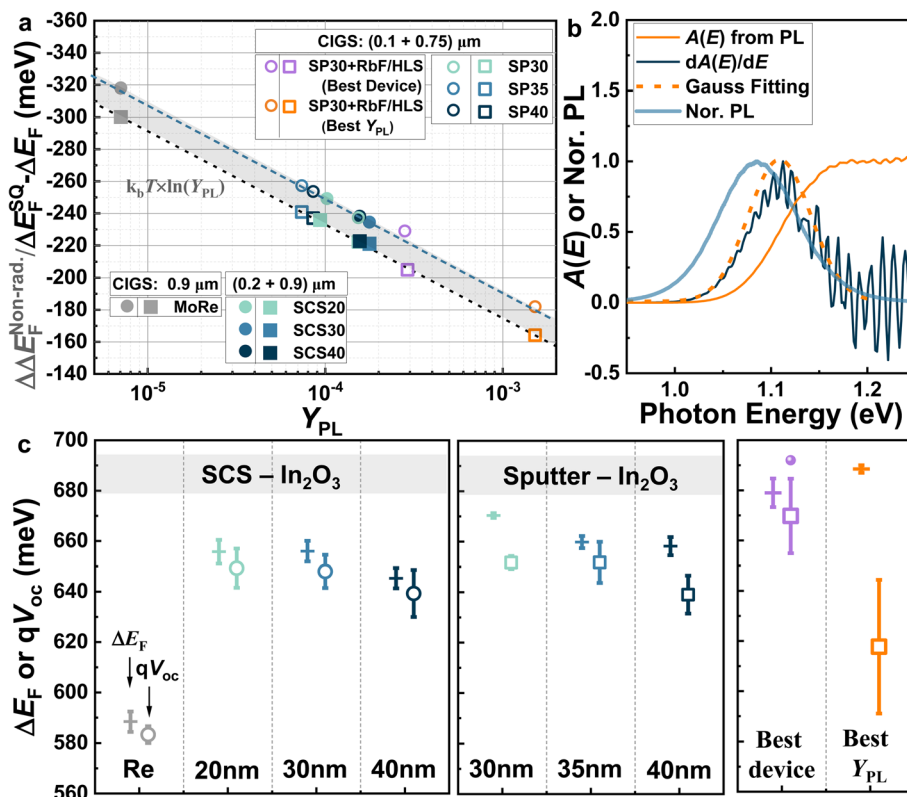 a
ΔΔE_F^Non-rad./ΔE_F^SQ-ΔE_F (meV)
-360
-340
-320
-300
-280
-260
-240
-220
-200
-180
-160
-140
CIGS: (0.1 + 0.75) μm
SP30+RbF/HLS
(Best Device)
SP30+RbF/HLS
(Best Y_PL)
SP30
SP35
SP40
k_bT×ln(Y_PL)
CIGS: 0.9 μm
MoRe
(0.2 + 0.9) μm
SCS20
SCS30
SCS40
10^-5
10^-4
10^-3
Y_PL
b
A(E) or Nor. PL
2.0
1.5
1.0
0.5
0.0
-0.5
A(E) from PL
dA(E)/dE
Gauss Fitting
Nor. PL
1.0
1.1
1.2
Photon Energy (eV)
c
ΔE_F or qV_oc (meV)
700
680
660
640
620
600
580
560
SCS – In₂O₃
ΔE_F
qV_oc
Re
20nm
30nm
40nm
Sputter – In₂O₃
30nm
35nm
40nm
Best
device
Best
Y_PL